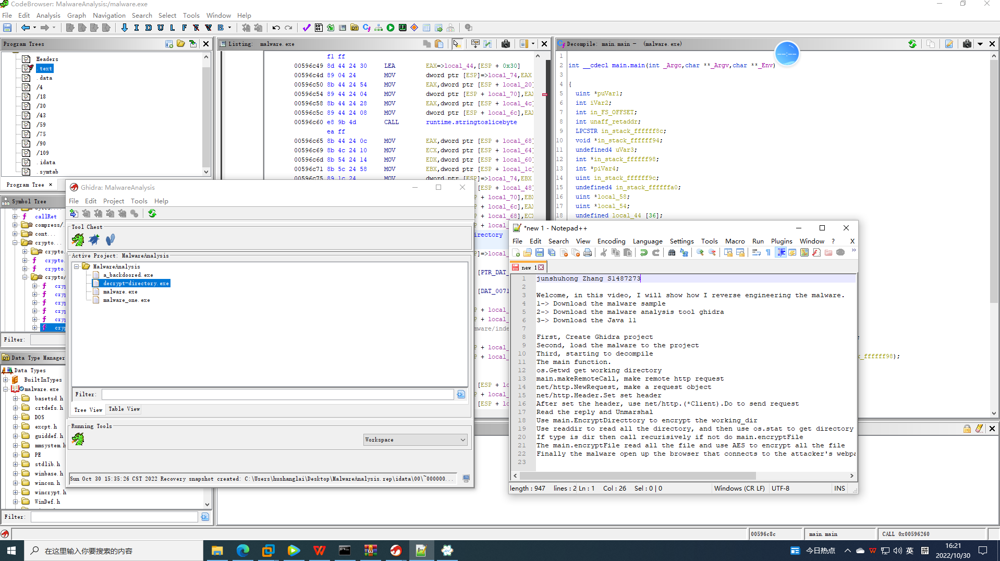 CodeBrowser: MalwareAnalysis:/malware.exe
File Edit Analysis Graph Navigation Search Select Tools Window Help
I D U L F B
Program Trees
Headers
.text
.data
/4
/18
/30
/43
/59
/75
/90
/109
.idata
.symtab
Program Tree ×
Symbol Tree
callRet
compress/.
cont...
crypto...
crypto.
crypto.
crypto.
crypto/
cryp
cryp
cryp
cryp
cryp
cryp
Filter:
Data Type Manager
Data Types
BuiltInTypes
malware.exe
basetsd.h
crtdefs.h
DOS
excpt.h
guiddef.h
mmsystem.h
PE
stdlib.h
winbase.h
wincon.h
wincrypt.h
WinDef.h
Filter:
Listing: malware.exe
f1 ff
00596c49 8d 44 24 30 LEA EAX=>local_44,[ESP + 0x30]
00596c4d 89 04 24 MOV dword ptr [ESP]=>local_74,EAX
00596c50 8b 44 24 54 MOV EAX,dword ptr [ESP + local_20]
00596c54 89 44 24 04 MOV dword ptr [ESP + local_70],EAX
00596c58 8b 44 24 28 MOV EAX,dword ptr [ESP + local_4c]
00596c5c 89 44 24 08 MOV dword ptr [ESP + local_6c],EAX
00596c60 e8 9b 4d CALL runtime.stringtoslicebyte
ea ff
00596c65 8b 44 24 0c MOV EAX,dword ptr [ESP + local_68]
00596c69 8b 4c 24 10 MOV ECX,dword ptr [ESP + local_64]
00596c6d 8b 54 24 14 MOV EDX,dword ptr [ESP + local_60]
00596c71 8b 5c 24 58 MOV EBX,dword ptr [ESP + local_1c]
00596c75 89 1c 24 MOV dword ptr [ESP]=>local_74,EBX
[ESP + local_48]
+ local_70],EBX
+ local_6c],EAX
+ local_68],ECX
+ local_
irectory
]=>local_
[PTR_DAT_
[DAT_0071
+ local_
+ local_
mware/inde
+ local_
+ local_
[ESP + lo
+ local_
[ESP + lo
Decompile: main.main - (malware.exe)
1
2 int __cdecl main.main(int _Argc,char **_Argv,char **_Env)
3
4 {
5 uint *puVar1;
6 int iVar2;
7 int in_FS_OFFSET;
8 int unaff_retaddr;
9 LPCSTR in_stack_ffffff8c;
10 void *in_stack_ffffff94;
11 undefined4 uVar3;
12 int *in_stack_ffffff98;
13 int *piVar4;
14 uint in_stack_ffffff9c;
15 undefined4 in_stack_ffffffa0;
16 uint *local_58;
17 uint *local_54;
18 undefined local_44 [36];
;
k_ffffff98);
Ghidra: MalwareAnalysis
File Edit Project Tools Help
Tool Chest
Active Project: MalwareAnalysis
MalwareAnalysis
a_backdoored.exe
decrypt-directory.exe
malware.exe
malware_one.exe
Filter:
Tree View Table View
Running Tools
Workspace
Sun Oct 30 15:35:26 CST 2022 Recovery snapshot created: C:\Users\hushanglai\Desktop\MalwareAnalysis.rep\idata\00\~000000...
*new 1 - Notepad++
File Edit Search View Encoding Language Settings Tools Macro Run Plugins Window ? X
new 1
1 junshuhong Zhang S1487273
2
3 Welcome, in this video, I will show how I reverse engineering the malware.
4 1-> Download the malware sample
5 2-> Download the malware analysis tool ghidra
6 3-> Download the Java 11
7
8 First, Create Ghidra project
9 Second, load the malware to the project
10 Third, starting to decompile
11 The main function.
12 os.Getwd get working directory
13 main.makeRemoteCall, make remote http request
14 net/http.NewRequest, make a request object
15 net/http.Header.Set set header
16 After set the header, use net/http.(*Client).Do to send request
17 Read the reply and Unmarshal
18 Use main.EncryptDirecttory to encrypt the working_dir
19 Use readdir to read all the directory, and then use os.stat to get directory
20 If type is dir then call recurisively if not do main.encryptFile
21 The main.encryptFile read all the file and use AES to encrypt all the file
22 Finally the malware open up the browser that connects to the attacker's webpa
23
length : 947 lines : 2 Ln : 1 Col : 26 Sel : 0 | 0 Windows (CR LF) UTF-8 INS
00596c8c main.main CALL 0x00596260
在这里输入你要搜索的内容
今日热点 英 拼 16:21
2022/10/30